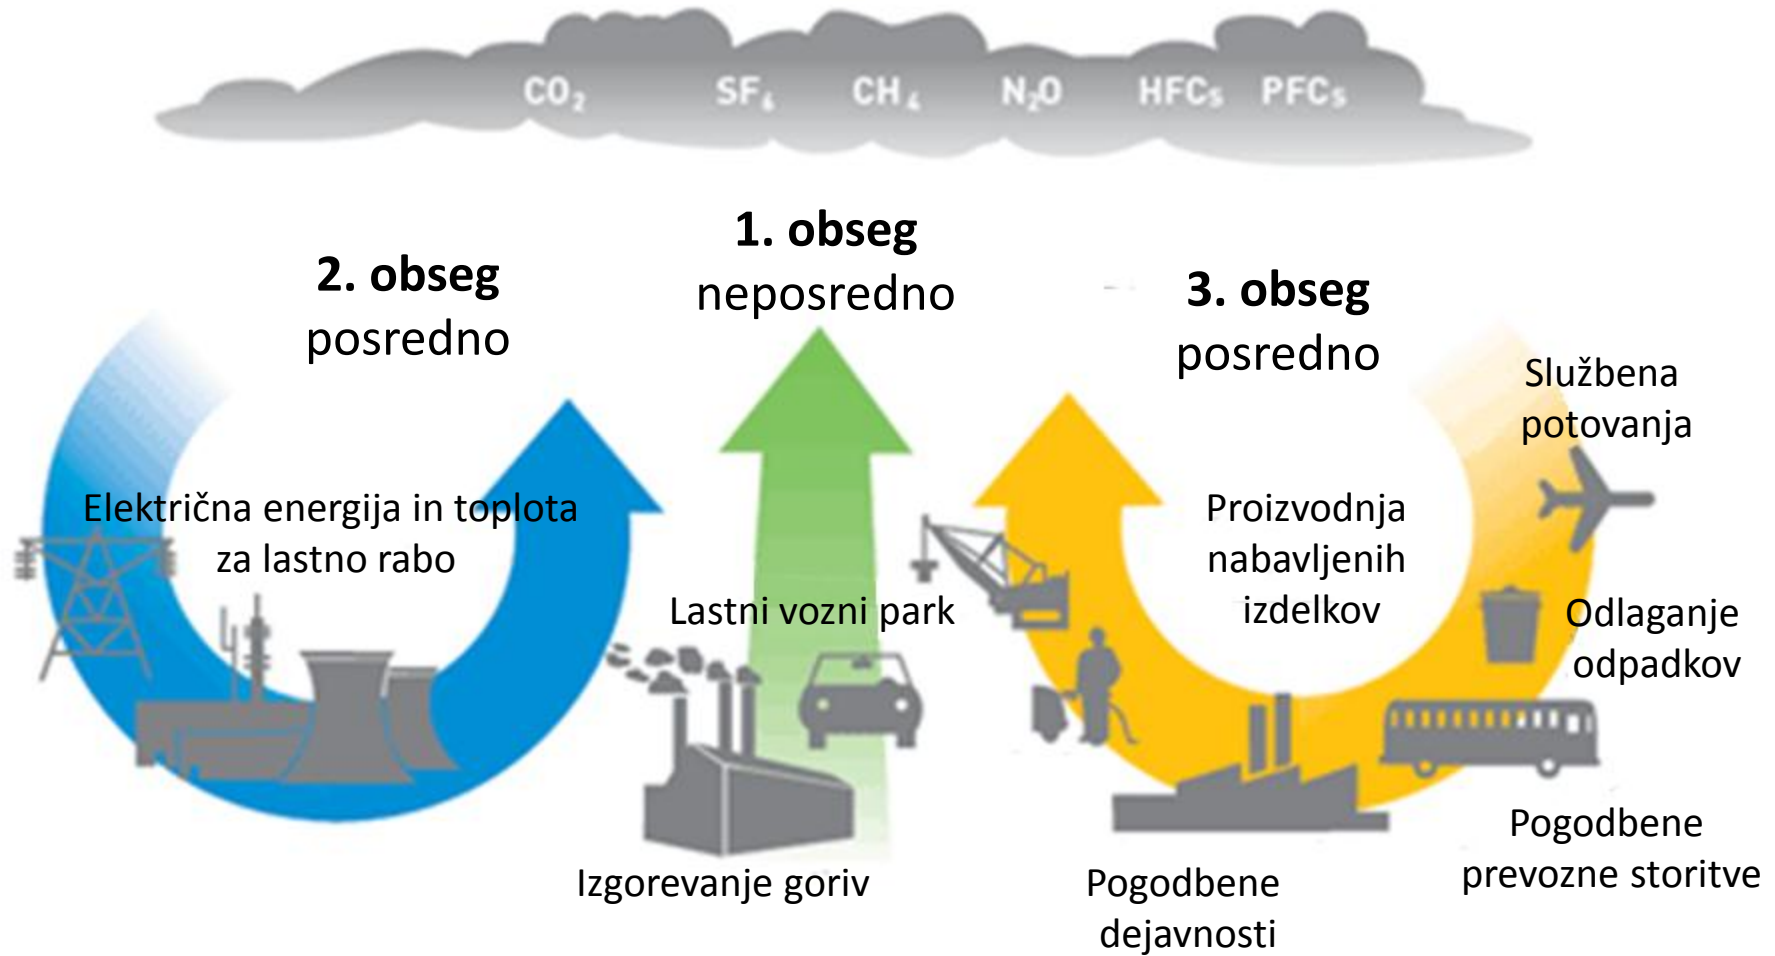 CO₂ SF₆ CH₄ N₂O HFCs PFCs
1. obseg
neposredno
2. obseg
posredno
3. obseg
posredno
Službena
potovanja
Električna energija in toplota
za lastno rabo
Proizvodnja
nabavljenih
izdelkov
Lastni vozni park
Odlaganje
odpadkov
Pogodbene
prevozne storitve
Izgorevanje goriv
Pogodbene
dejavnosti